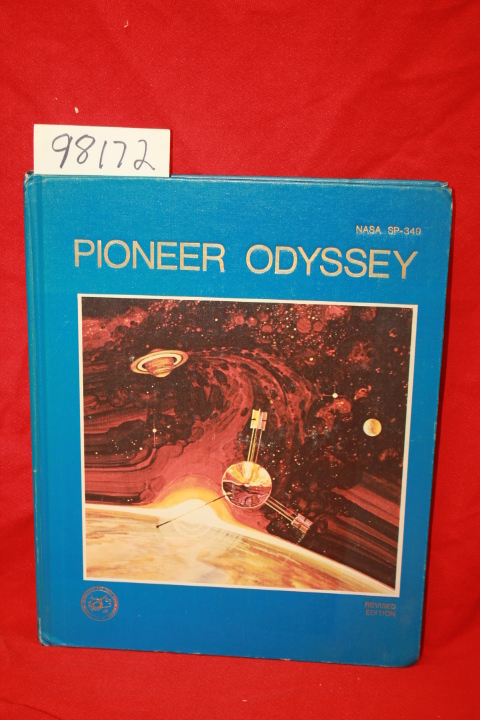 98172
NASA SP-349
PIONEER ODYSSEY
REVISED
EDITION